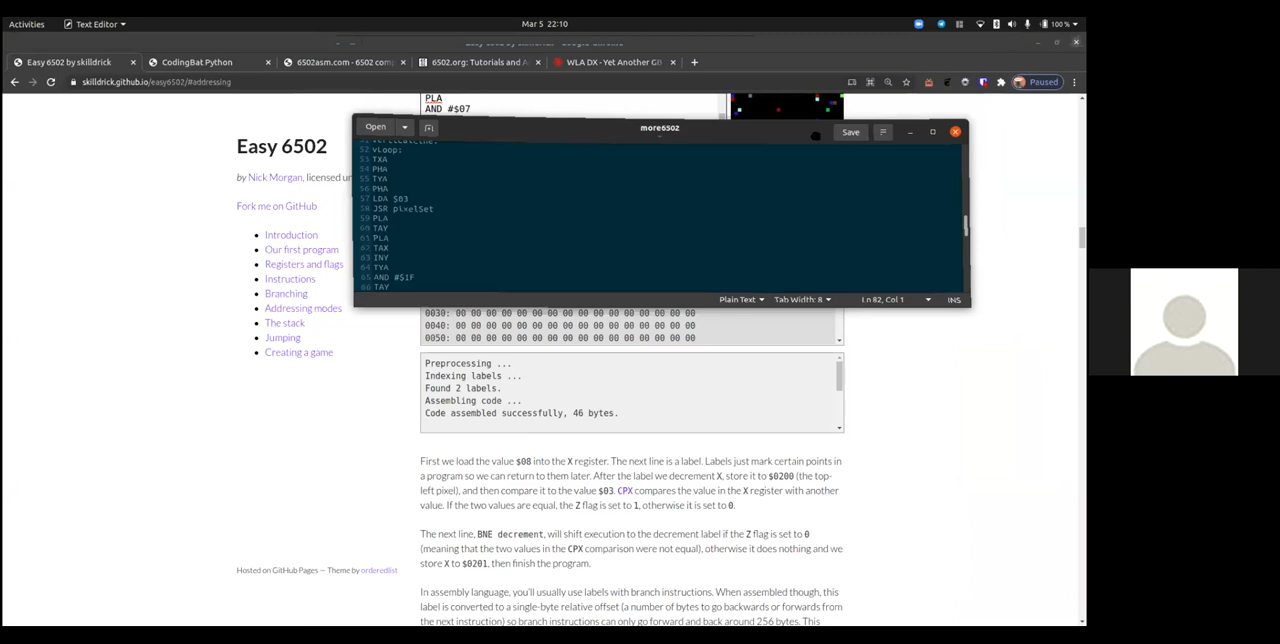 Activities Text Editor Mar 5 22:10 100 %
Easy 6502 by skilldrick CodingBat Python 6502asm.com - 6502 com 6502.org: Tutorials and A WLA DX - Yet Another GB
skilldrick.github.io/easy6502/#addressing Paused
PLA
AND #$07
Open more6502 Save
52 vLoop:
53 TXA
54 PHA
55 TYA
56 PHA
57 LDA $03
58 JSR pixelSet
59 PLA
60 TAY
61 PLA
62 TAX
63 INY
64 TYA
65 AND #$1F
66 TAY
Plain Text Tab Width: 8 Ln 82, Col 1 INS
Easy 6502
by Nick Morgan, licensed un
Fork me on GitHub
Introduction
Our first program
Registers and flags
Instructions
Branching
Addressing modes
The stack
Jumping
Creating a game
0030: 00 00 00 00 00 00 00 00 00 00 00 00 00 00 00 00
0040: 00 00 00 00 00 00 00 00 00 00 00 00 00 00 00 00
0050: 00 00 00 00 00 00 00 00 00 00 00 00 00 00 00 00
Preprocessing ...
Indexing labels ...
Found 2 labels.
Assembling code ...
Code assembled successfully, 46 bytes.
First we load the value $08 into the X register. The next line is a label. Labels just mark certain points in
a program so we can return to them later. After the label we decrement X, store it to $0200 (the top-
left pixel), and then compare it to the value $03. CPX compares the value in the X register with another
value. If the two values are equal, the Z flag is set to 1, otherwise it is set to 0.
The next line, BNE decrement, will shift execution to the decrement label if the Z flag is set to 0
(meaning that the two values in the CPX comparison were not equal), otherwise it does nothing and we
store X to $0201, then finish the program.
In assembly language, you'll usually use labels with branch instructions. When assembled though, this
label is converted to a single-byte relative offset (a number of bytes to go backwards or forwards from
the next instruction) so branch instructions can only go forward and back around 256 bytes. This
Hosted on GitHub Pages — Theme by orderedlist